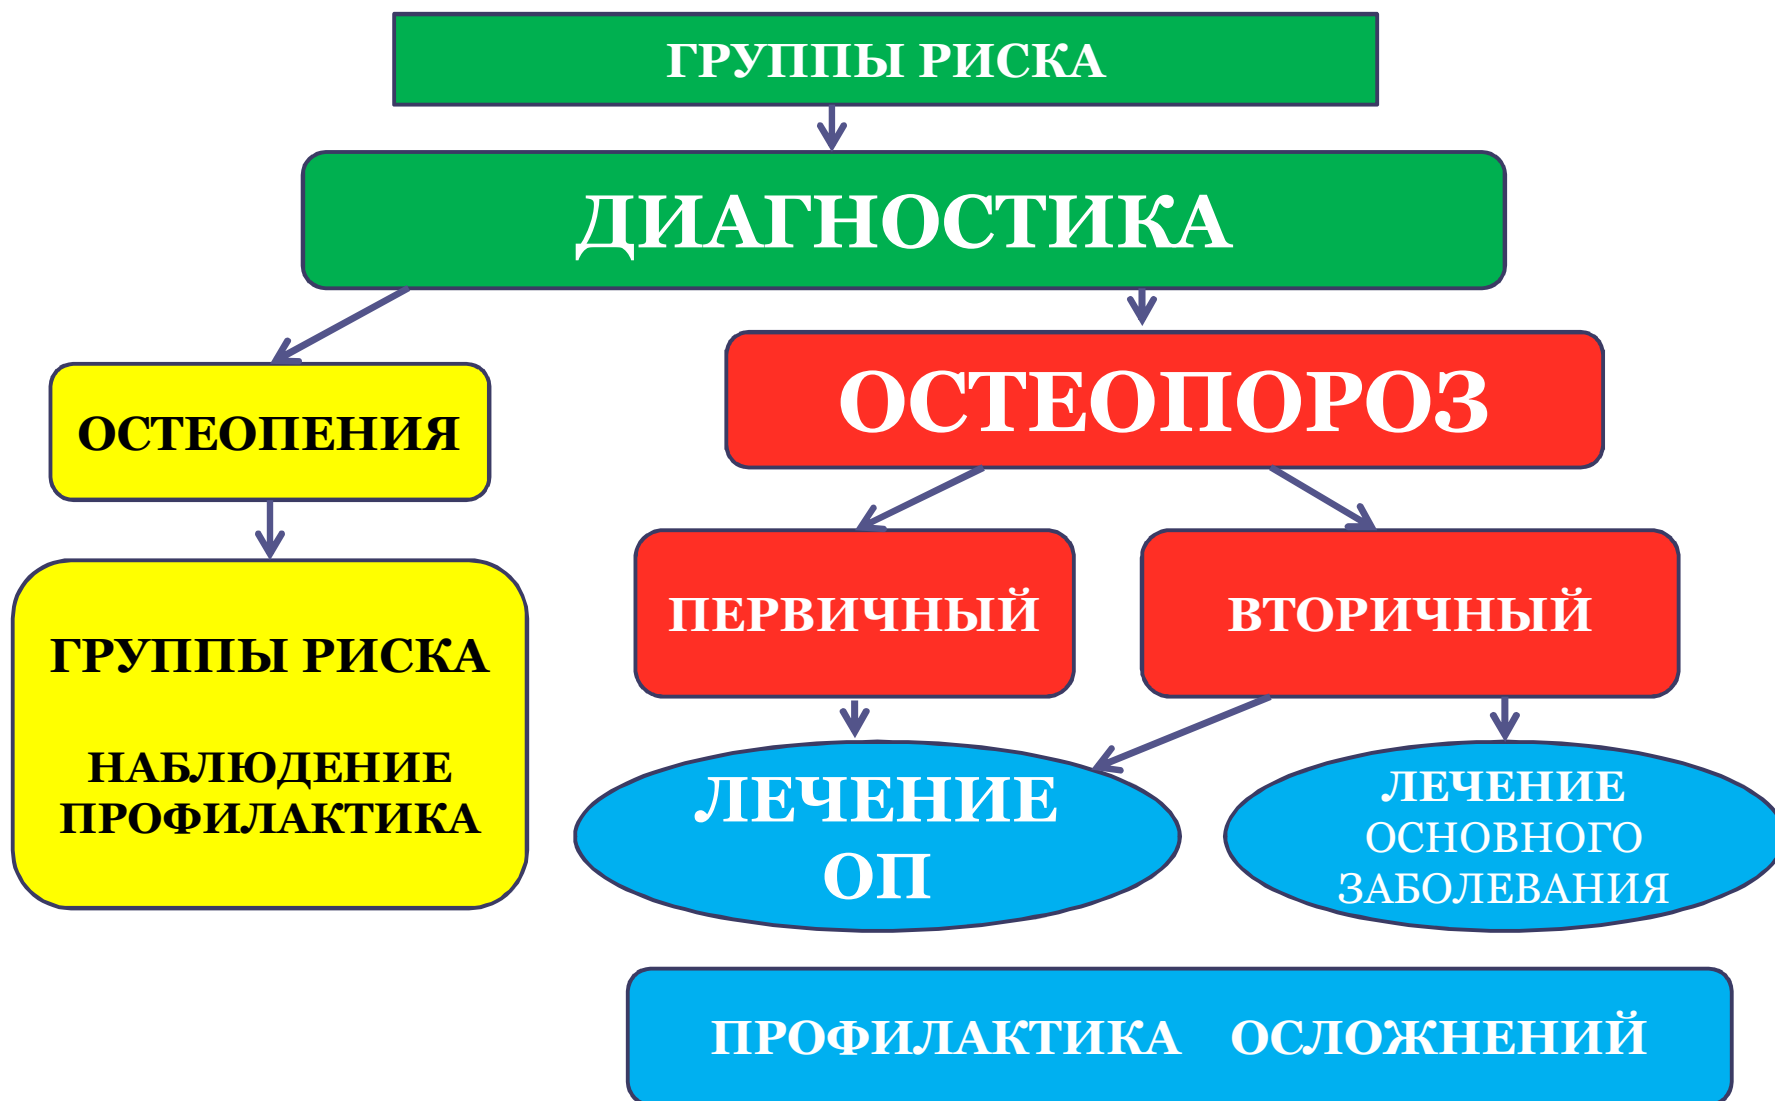 ГРУППЫ РИСКА
ДИАГНОСТИКА
ОСТЕОПЕНИЯ
ОСТЕОПОРОЗ
ГРУППЫ РИСКА
НАБЛЮДЕНИЕ
ПРОФИЛАКТИКА
ПЕРВИЧНЫЙ
ВТОРИЧНЫЙ
ЛЕЧЕНИЕ
ОП
ЛЕЧЕНИЕ
ОСНОВНОГО
ЗАБОЛЕВАНИЯ
ПРОФИЛАКТИКА ОСЛОЖНЕНИЙ